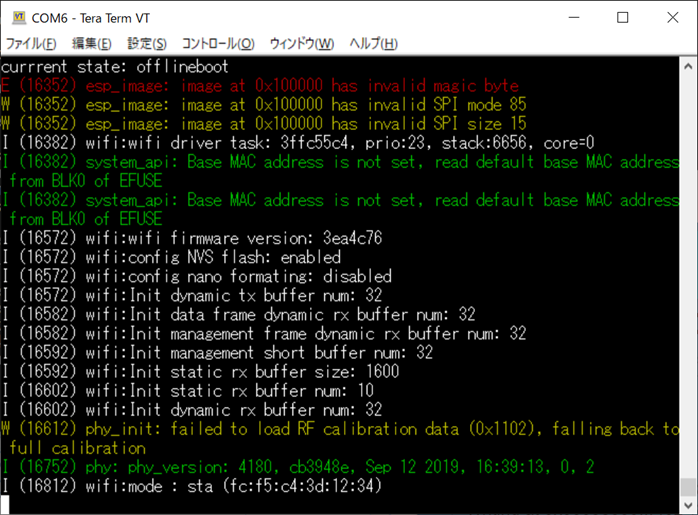 COM6 - Tera Term VT
ファイル(F) 編集(E) 設定(S) コントロール(O) ウィンドウ(W) ヘルプ(H)
currrent state: offlineboot
E (16352) esp_image: image at 0x100000 has invalid magic byte
W (16352) esp_image: image at 0x100000 has invalid SPI mode 85
W (16352) esp_image: image at 0x100000 has invalid SPI size 15
I (16382) wifi:wifi driver task: 3ffc55c4, prio:23, stack:6656, core=0
I (16382) system_api: Base MAC address is not set, read default base MAC address
from BLK0 of EFUSE
I (16382) system_api: Base MAC address is not set, read default base MAC address
from BLK0 of EFUSE
I (16572) wifi:wifi firmware version: 3ea4c76
I (16572) wifi:config NVS flash: enabled
I (16572) wifi:config nano formating: disabled
I (16572) wifi:Init dynamic tx buffer num: 32
I (16582) wifi:Init data frame dynamic rx buffer num: 32
I (16582) wifi:Init management frame dynamic rx buffer num: 32
I (16592) wifi:Init management short buffer num: 32
I (16592) wifi:Init static rx buffer size: 1600
I (16602) wifi:Init static rx buffer num: 10
I (16602) wifi:Init dynamic rx buffer num: 32
W (16612) phy_init: failed to load RF calibration data (0x1102), falling back to
full calibration
I (16752) phy: phy_version: 4180, cb3948e, Sep 12 2019, 16:39:13, 0, 2
I (16812) wifi:mode : sta (fc:f5:c4:3d:12:34)